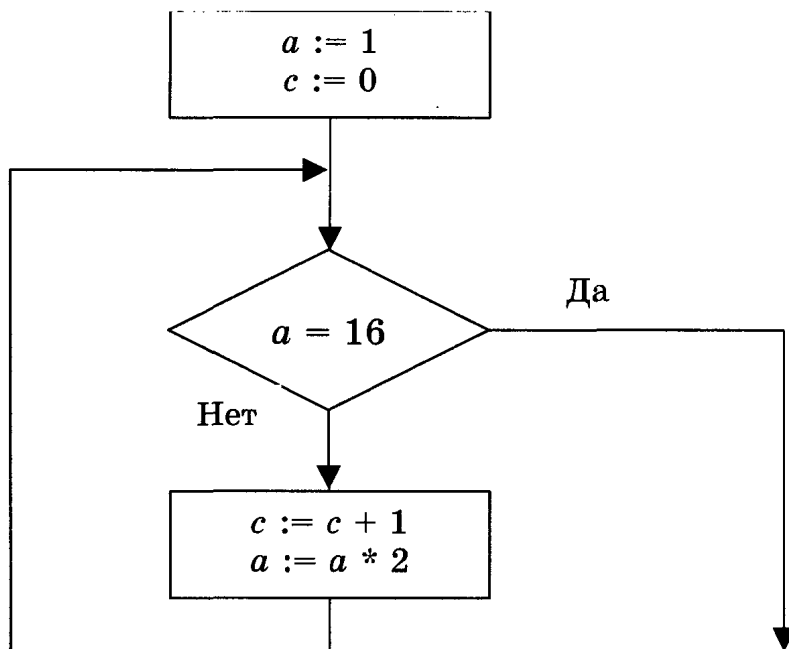 a := 1
c := 0
Да
a = 16
Нет
c := c + 1
a := a * 2